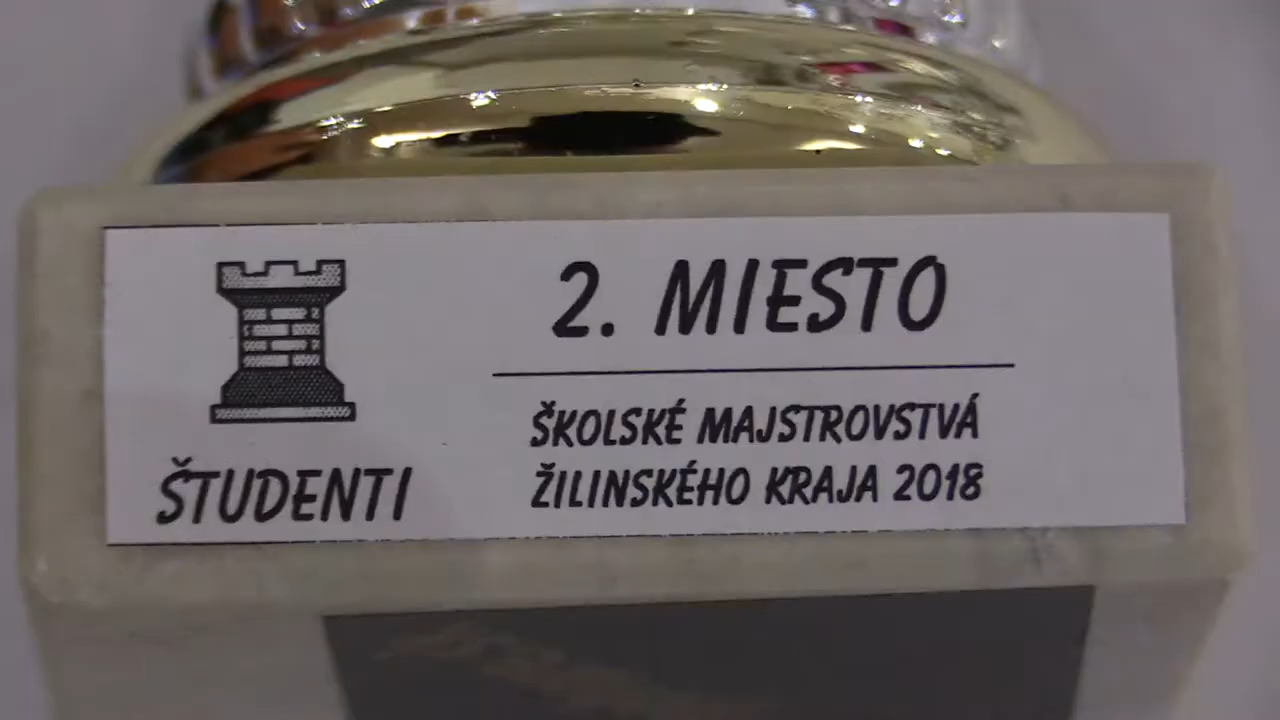 2. MIESTO
ŠKOLSKÉ MAJSTROVSTVÁ
ŽILINSKÉHO KRAJA 2018
ŠTUDENTI